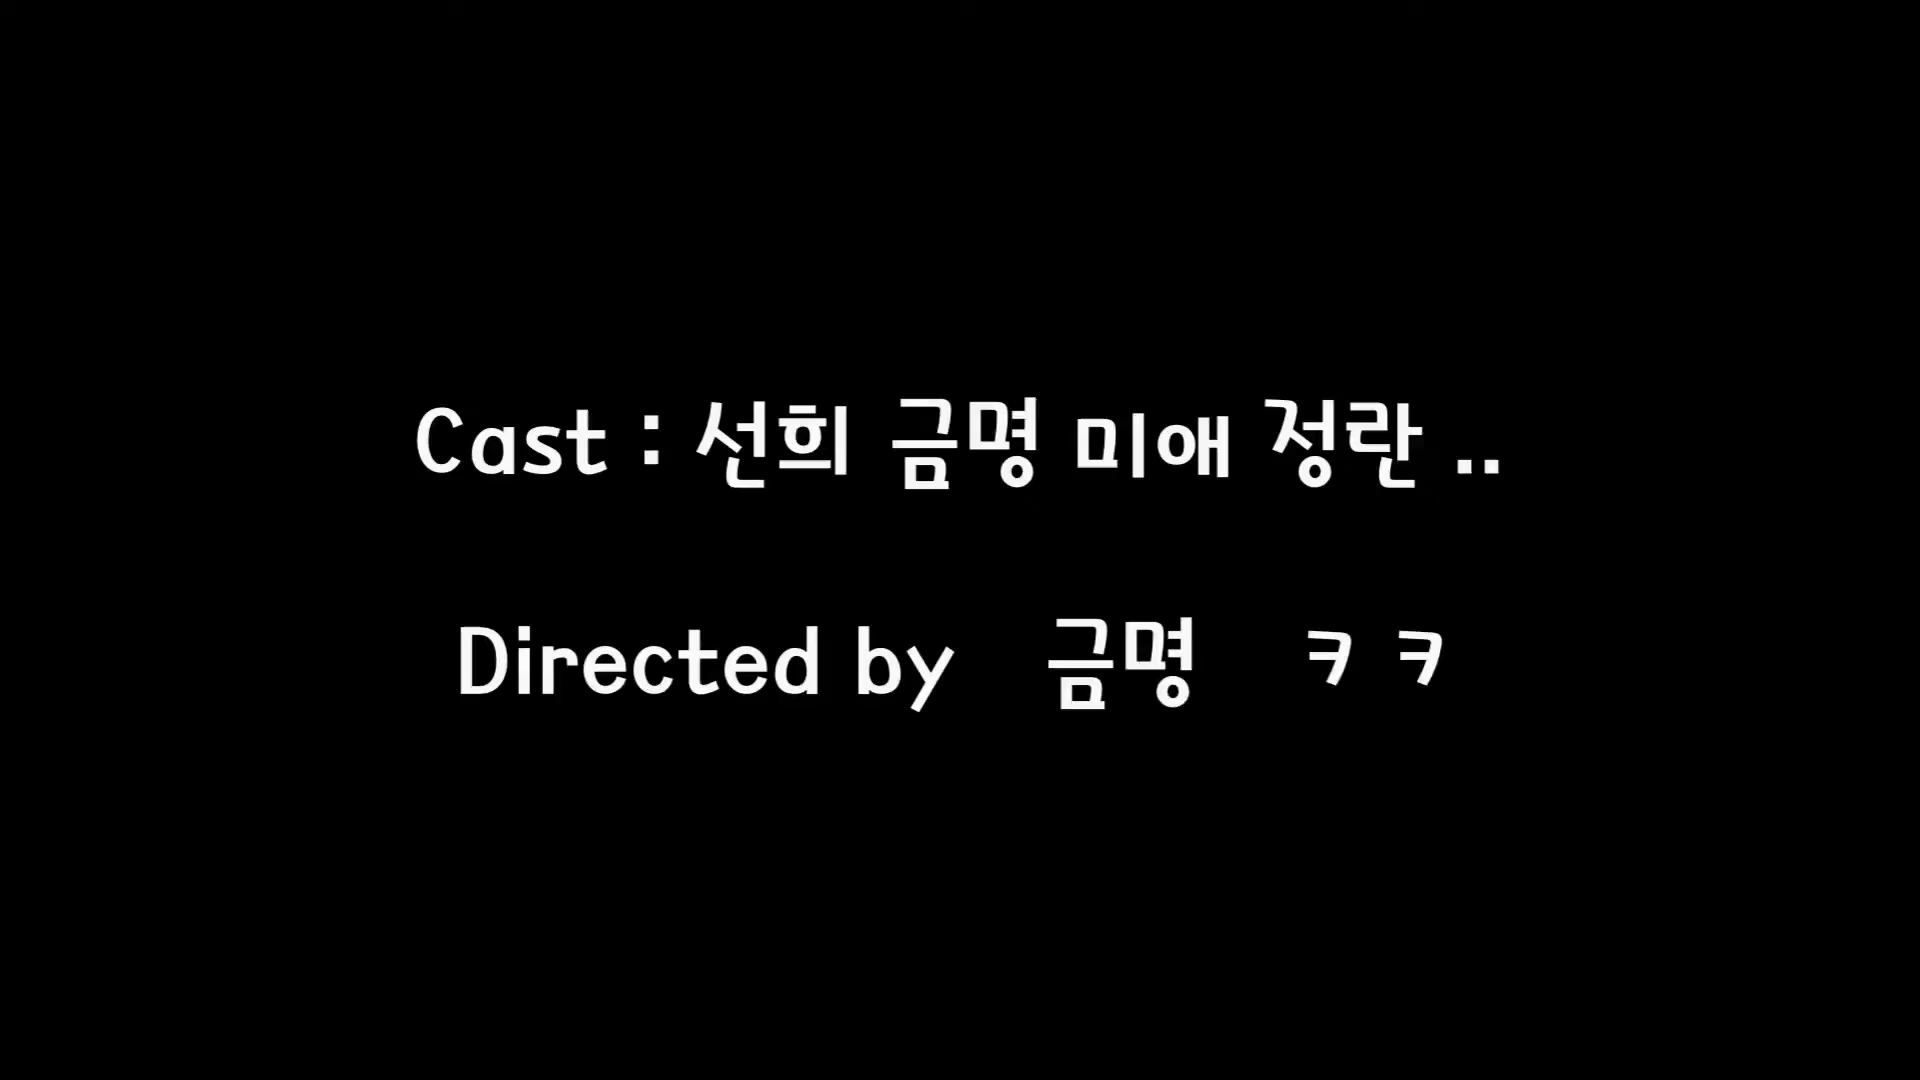 Cast : 선희 금명 미애 정란 ..
Directed by 금명 ㅋ ㅋ